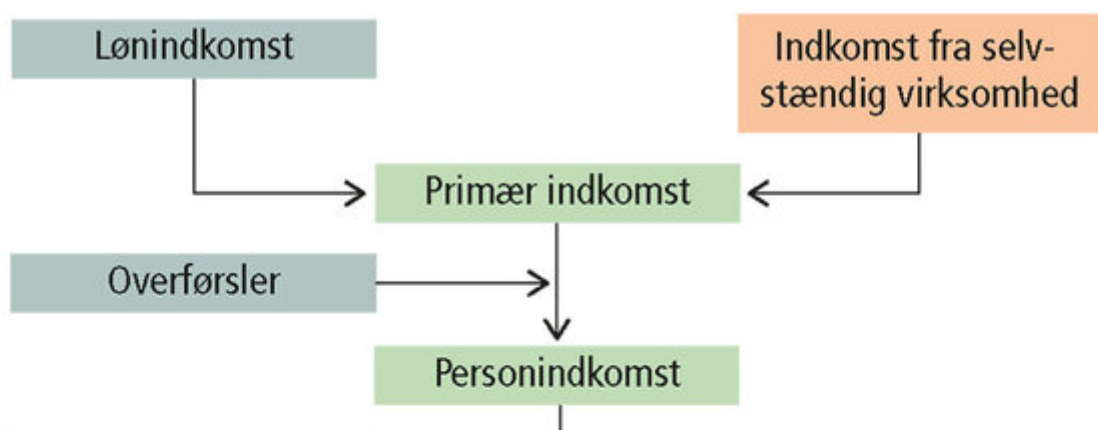 Lønindkomst
Indkomst fra selv-
stændig virksomhed
Primær indkomst
Overførsler
Personindkomst